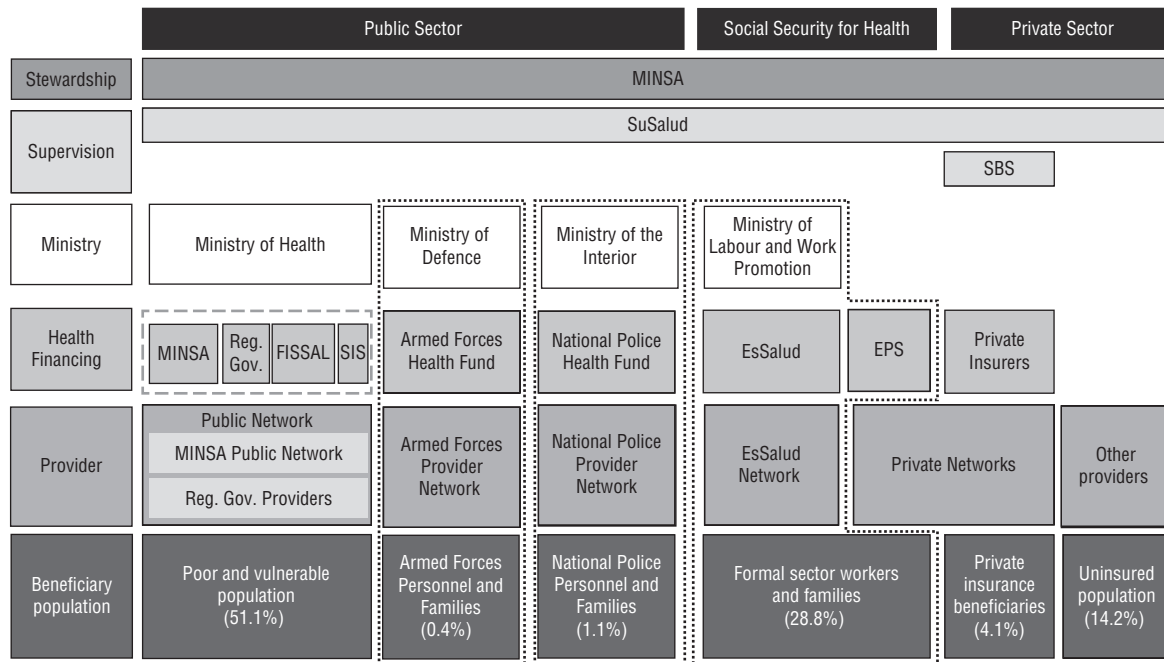 Public Sector
Social Security for Health
Private Sector
Stewardship
MINSA
Supervision
SuSalud
SBS
Ministry
Ministry of Health
Ministry of
Defence
Ministry of the
Interior
Ministry of
Labour and Work
Promotion
Health
Financing
MINSA
Reg.
Gov.
FISSAL
SIS
Armed Forces
Health Fund
National Police
Health Fund
EsSalud
EPS
Private
Insurers
Provider
Public Network
MINSA Public Network
Reg. Gov. Providers
Armed Forces
Provider
Network
National Police
Provider
Network
EsSalud
Network
Private Networks
Other
providers
Beneficiary
population
Poor and vulnerable
population
(51.1%)
Armed Forces
Personnel and
Families
(0.4%)
National Police
Personnel and
Families
(1.1%)
Formal sector workers
and families
(28.8%)
Private
insurance
beneficiaries
(4.1%)
Uninsured
population
(14.2%)